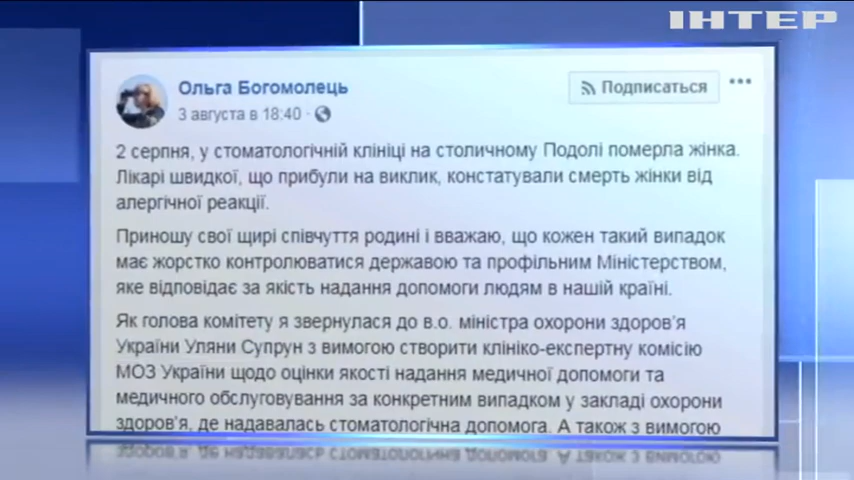 ІНТЕР
Ольга Богомолець
3 августа в 18:40 ·
Подписаться
2 серпня, у стоматологічній клініці на столичному Подолі померла жінка.
Лікарі швидкої, що прибули на виклик, констатували смерть жінки від
алергічної реакції.
Приношу свої щирі співчуття родині і вважаю, що кожен такий випадок
має жорстко контролюватися державою та профільним Міністерством,
яке відповідає за якість надання допомоги людям в нашій країні.
Як голова комітету я звернулася до в.о. міністра охорони здоров'я
України Уляни Супрун з вимогою створити клініко-експертну комісію
МОЗ України щодо оцінки якості надання медичної допомоги та
медичного обслуговування за конкретним випадком у закладі охорони
здоров'я, де надавалась стоматологічна допомога. А також з вимогою